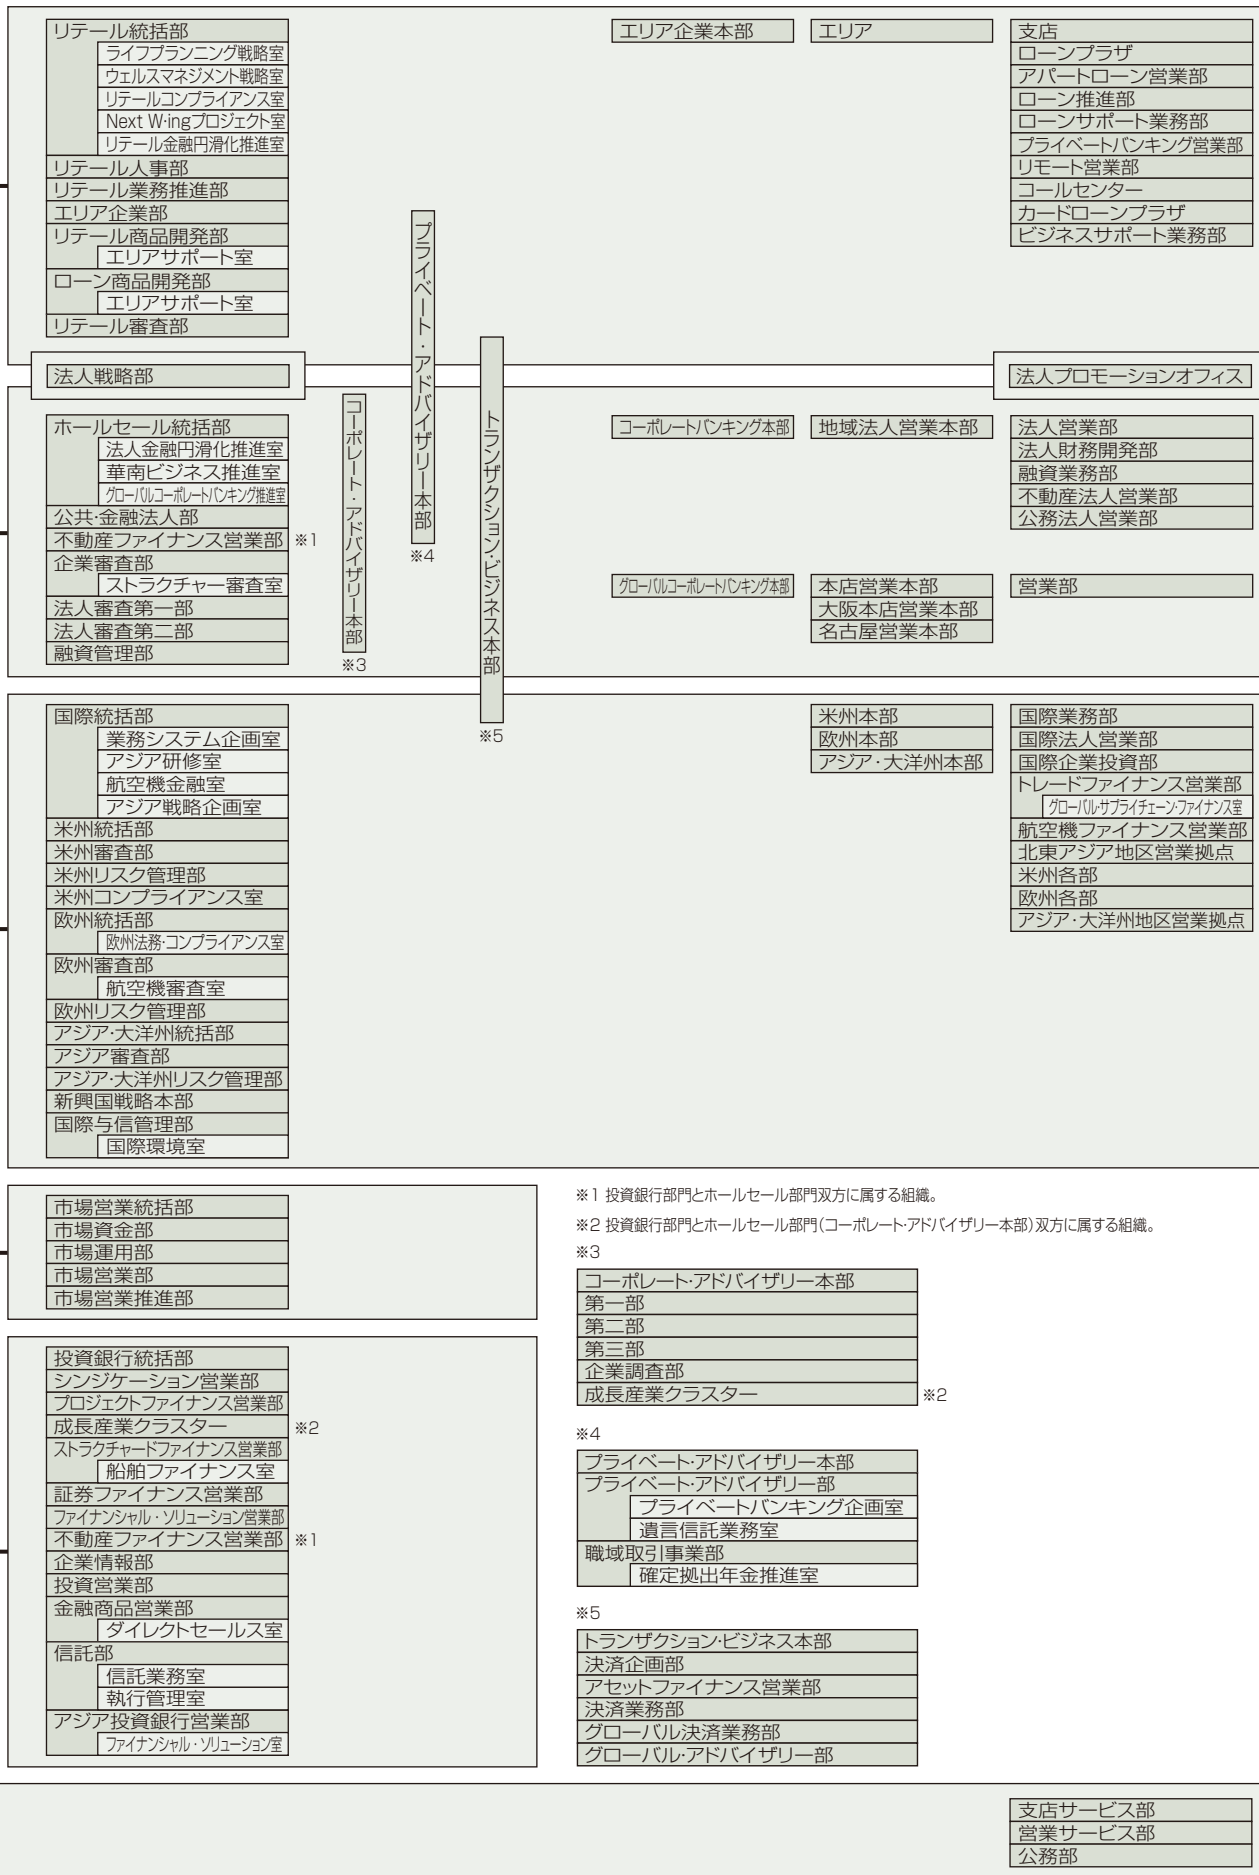 リテール統括部
ライフプランニング戦略室
ウェルスマネジメント戦略室
リテールコンプライアンス室
Next W·ingプロジェクト室
リテール金融円滑化推進室
リテール人事部
リテール業務推進部
エリア企業部
リテール商品開発部
エリアサポート室
ローン商品開発部
エリアサポート室
リテール審査部
エリア企業本部
エリア
支店
ローンプラザ
アパートローン営業部
ローン推進部
ローンサポート業務部
プライベートバンキング営業部
リモート営業部
コールセンター
カードローンプラザ
ビジネスサポート業務部
法人戦略部
法人プロモーションオフィス
ホールセール統括部
法人金融円滑化推進室
華南ビジネス推進室
グローバルコーポレートバンキング推進室
公共・金融法人部
不動産ファイナンス営業部 ※1
企業審査部
ストラクチャー審査室
法人審査第一部
法人審査第二部
融資管理部
コーポレート・アドバイザリー本部
※3
プライベート・アドバイザリー本部
※4
トランザクション・ビジネス本部
※5
コーポレートバンキング本部
地域法人営業本部
法人営業部
法人財務開発部
融資業務部
不動産法人営業部
公務法人営業部
グローバルコーポレートバンキング本部
本店営業本部
大阪本店営業本部
名古屋営業本部
営業部
国際統括部
業務システム企画室
アジア研修室
航空機金融室
アジア戦略企画室
米州統括部
米州審査部
米州リスク管理部
米州コンプライアンス室
欧州統括部
欧州法務・コンプライアンス室
欧州審査部
航空機審査室
欧州リスク管理部
アジア・大洋州統括部
アジア審査部
アジア・大洋州リスク管理部
新興国戦略本部
国際与信管理部
国際環境室
米州本部
欧州本部
アジア・大洋州本部
国際業務部
国際法人営業部
国際企業投資部
トレードファイナンス営業部
グローバル・サプライチェーン・ファイナンス室
航空機ファイナンス営業部
北東アジア地区営業拠点
米州各部
欧州各部
アジア・大洋州地区営業拠点
市場営業統括部
市場資金部
市場運用部
市場営業部
市場営業推進部
投資銀行統括部
シンジケーション営業部
プロジェクトファイナンス営業部
成長産業クラスター ※2
ストラクチャードファイナンス営業部
船舶ファイナンス室
証券ファイナンス営業部
ファイナンシャル・ソリューション営業部
不動産ファイナンス営業部 ※1
企業情報部
投資営業部
金融商品営業部
ダイレクトセールス室
信託部
信託業務室
執行管理室
アジア投資銀行営業部
ファイナンシャル・ソリューション室
※1 投資銀行部門とホールセール部門双方に属する組織。
※2 投資銀行部門とホールセール部門(コーポレート・アドバイザリー本部)双方に属する組織。
※3
コーポレート・アドバイザリー本部
第一部
第二部
第三部
企業調査部
成長産業クラスター ※2
※4
プライベート・アドバイザリー本部
プライベート・アドバイザリー部
プライベートバンキング企画室
遺言信託業務室
職域取引事業部
確定拠出年金推進室
※5
トランザクション・ビジネス本部
決済企画部
アセットファイナンス営業部
決済業務部
グローバル決済業務部
グローバル・アドバイザリー部
支店サービス部
営業サービス部
公務部